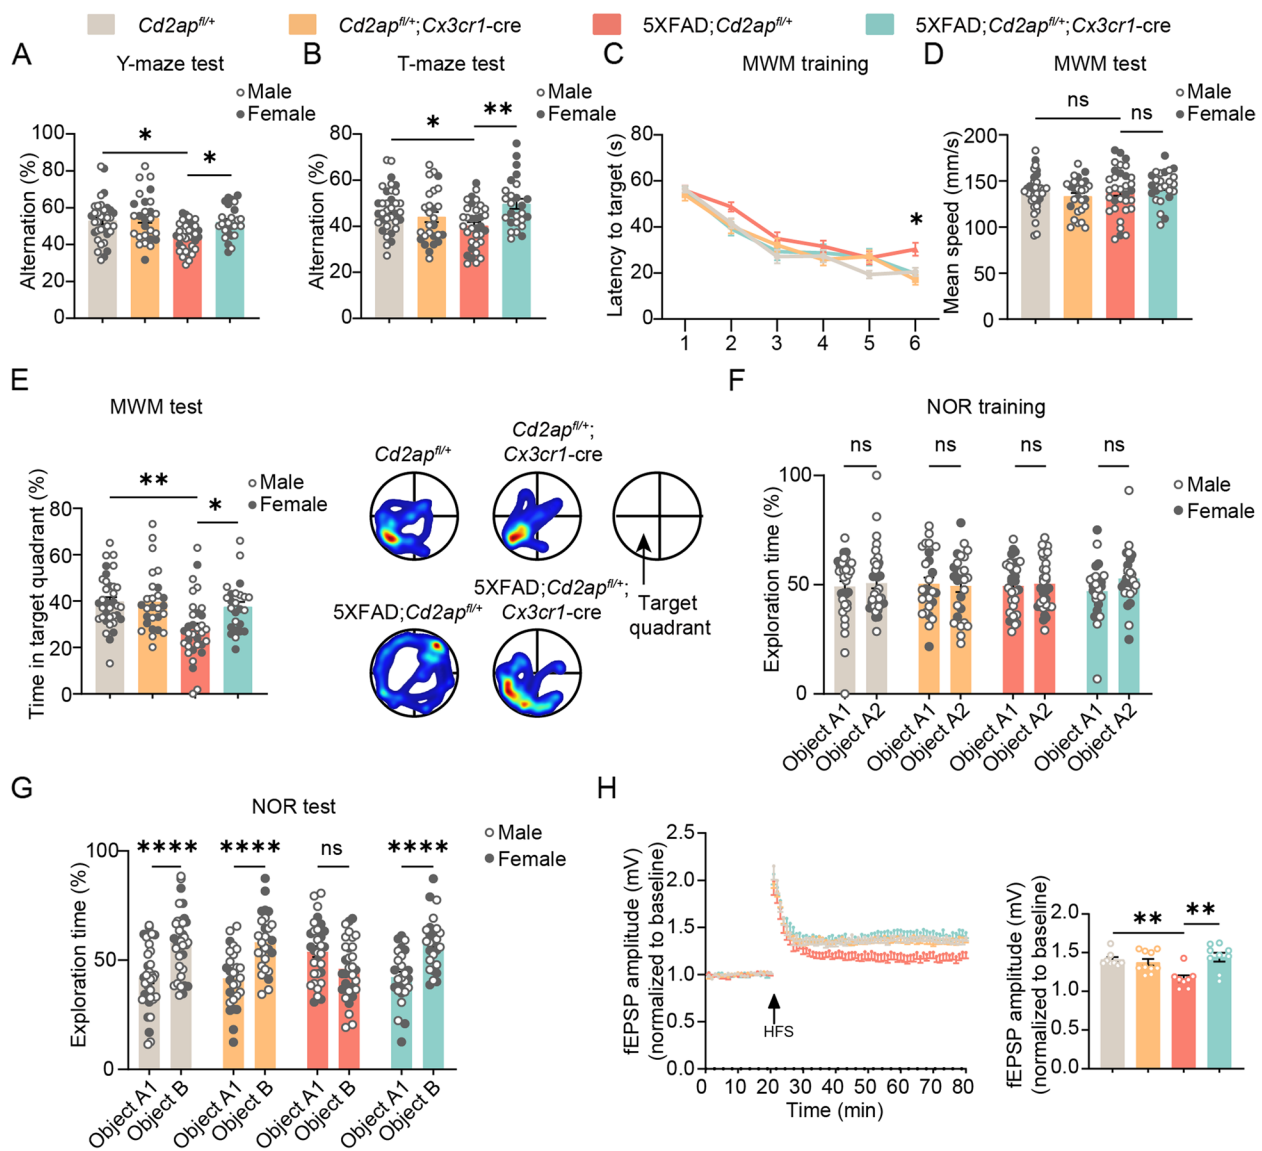 Cd2apfl/+
Cd2apfl/+;Cx3cr1-cre
5XFAD;Cd2apfl/+
5XFAD;Cd2apfl/+;Cx3cr1-cre
A
Y-maze test
Male
Female
Alternation (%)
100
80
60
40
20
0
*
*
B
T-maze test
Male
Female
Alternation (%)
80
60
40
20
0
*
**
C
MWM training
Latency to target (s)
80
60
40
20
0
*
1 2 3 4 5 6
D
MWM test
Male
Female
Mean speed (mm/s)
200
150
100
50
0
ns
ns
E
MWM test
Male
Female
Time in target quadrant (%)
80
60
40
20
0
**
*
Cd2apfl/+
Cd2apfl/+;
Cx3cr1-cre
5XFAD;Cd2apfl/+
5XFAD;Cd2apfl/+;
Cx3cr1-cre
Target
quadrant
F
NOR training
Male
Female
Exploration time (%)
100
50
0
ns ns ns ns
Object A1
Object A2
Object A1
Object A2
Object A1
Object A2
Object A1
Object A2
G
NOR test
Male
Female
Exploration time (%)
100
50
0
**** **** ns ****
Object A1
Object B
Object A1
Object B
Object A1
Object B
Object A1
Object B
H
fEPSP amplitude (mV)
(normalized to baseline)
2.5
2.0
1.5
1.0
0.5
0.0
HFS
0 10 20 30 40 50 60 70 80
Time (min)
fEPSP amplitude (mV)
(normalized to baseline)
2.0
1.5
1.0
0.5
0.0
**
**